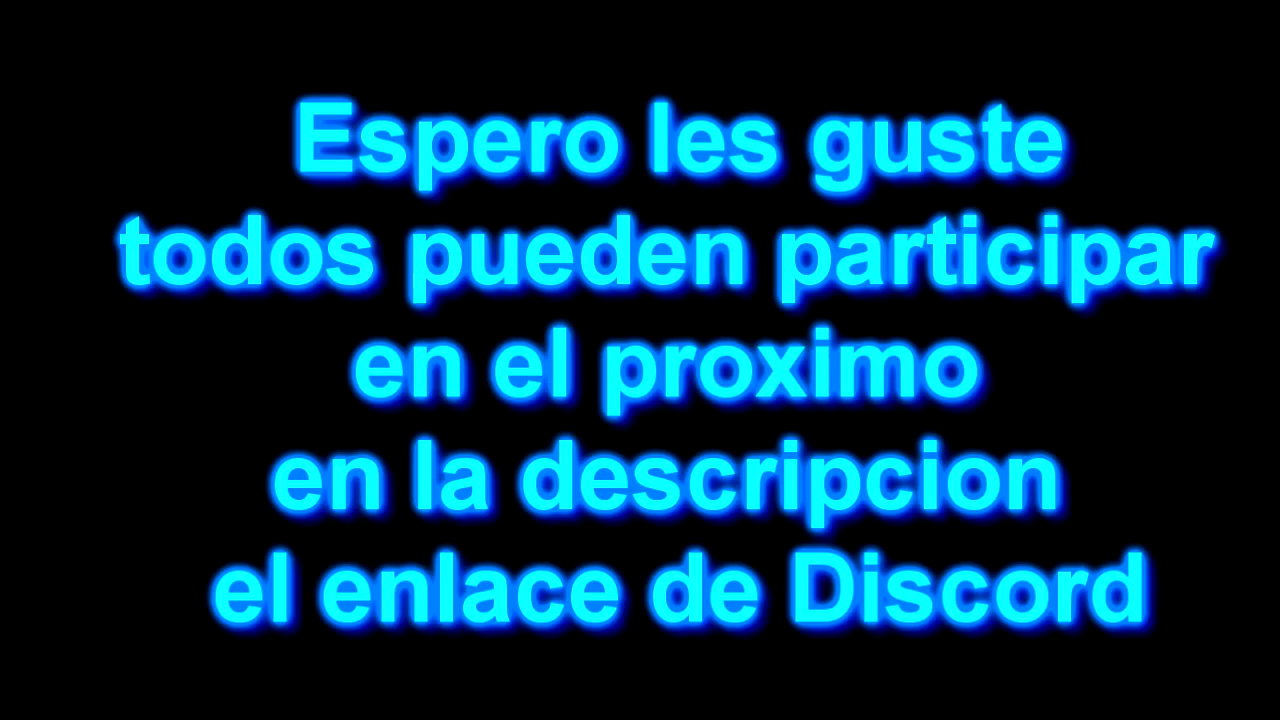 Espero les guste
todos pueden participar
en el proximo
en la descripcion
el enlace de Discord